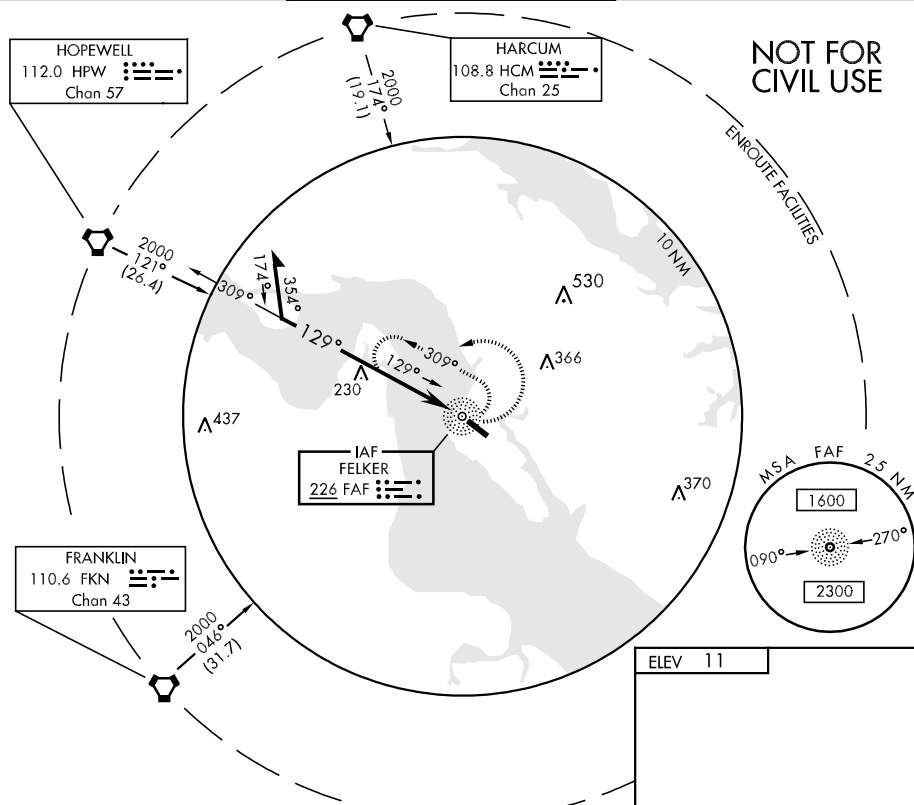 HOPEWELL
112.0 HPW
Chan 57
HARCUM
108.8 HCM
Chan 25
NOT FOR
CIVIL USE
2000
174°
(19.1)
ENROUTE FACILITIES
10 NM
2000
121°
(26.4)
309°
174°
354°
129°
530
309°
129°
366
230
437
IAF
FELKER
226 FAF
370
MSA FAF 25 NM
1600
090°
270°
2300
FRANKLIN
110.6 FKN
Chan 43
2000
046°
(31.7)
ELEV 11